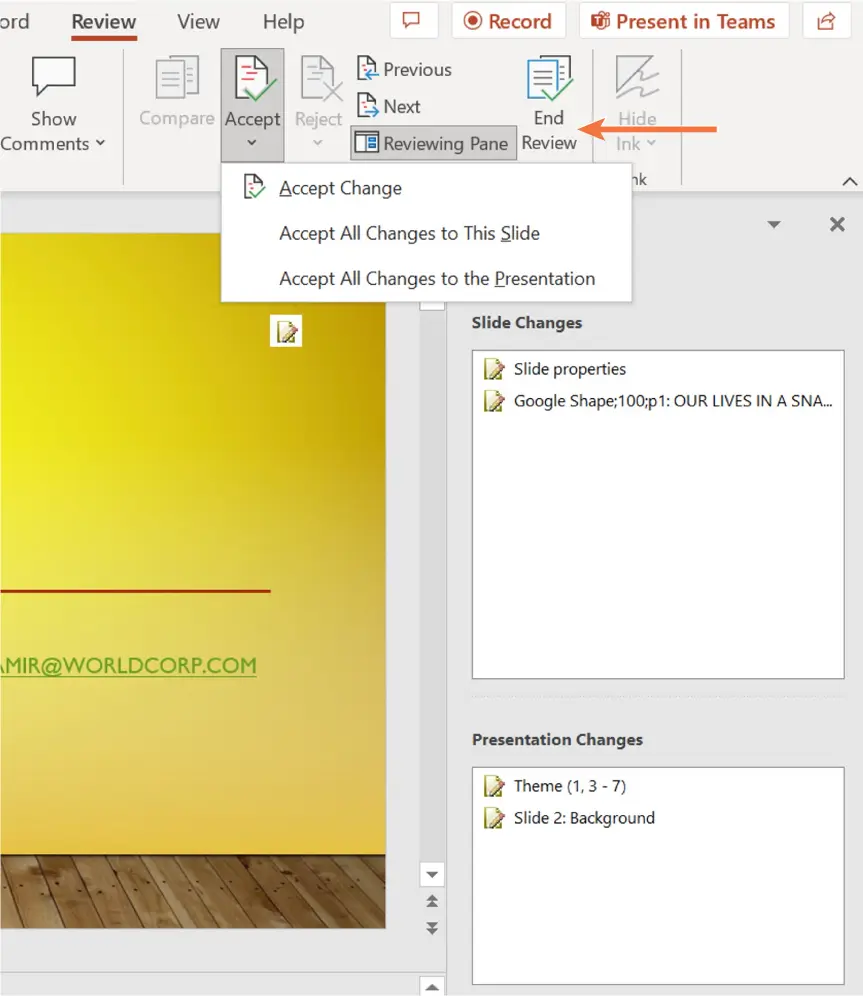 ord Review View Help Record Present in Teams
Show
Comments
Compare
Accept
Reject
Previous
Next
Reviewing Pane
End
Review
Hide
Ink
nk
Accept Change
Accept All Changes to This Slide
Accept All Changes to the Presentation
Slide Changes
Slide properties
Google Shape;100;p1: OUR LIVES IN A SNA...
AMIR@WORLDCORP.COM
Presentation Changes
Theme (1, 3 - 7)
Slide 2: Background